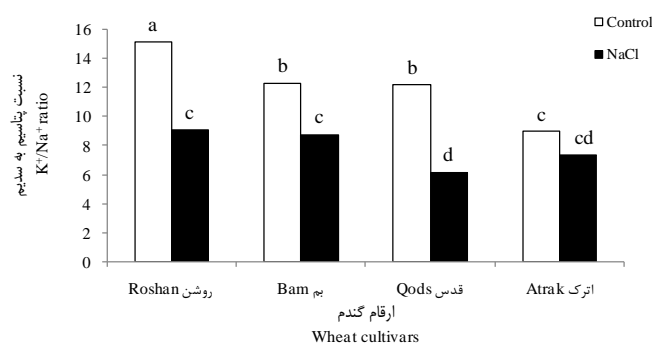 Control
NaCl
نسبت پتاسیم به سدیم
K⁺/Na⁺ ratio
16
14
12
10
8
6
4
2
0
a
c
b
c
b
d
c
cd
Roshan روشن
Bam بم
Qods قدس
Atrak اترک
ارقام گندم
Wheat cultivars